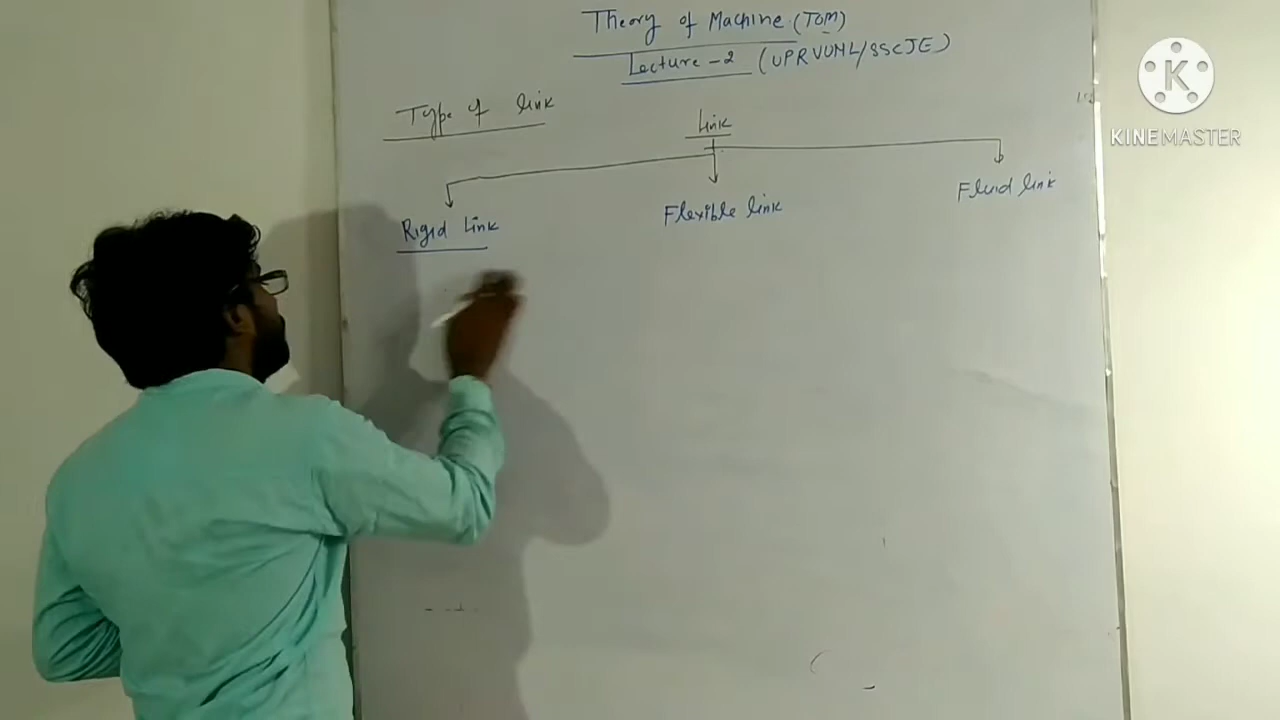 Theory of Machine (TOM)
Lecture - 2 (UPRVUNL/SSCJE)
Type of link
Link
Rigid Link
Flexible link
Fluid link
K
KINEMASTER